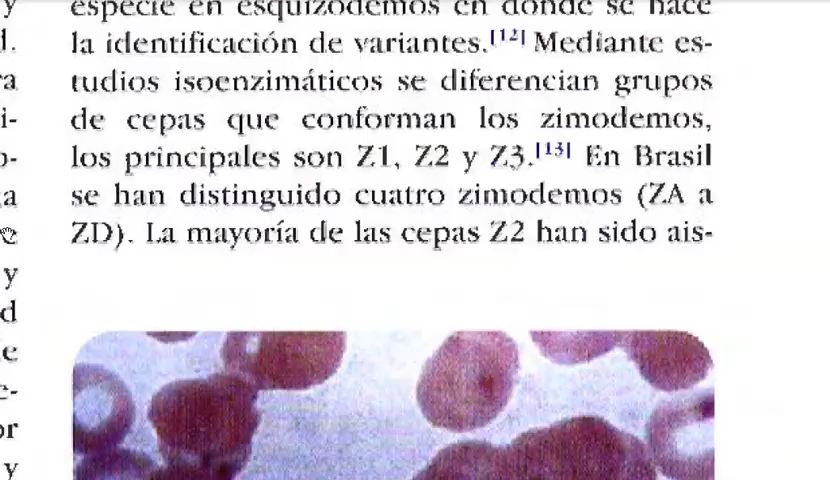 especie en esquizodemos en donde se hace
la identificación de variantes.[12] Mediante es-
tudios isoenzimáticos se diferencian grupos
de cepas que conforman los zimodemos,
los principales son Z1, Z2 y Z3.[13] En Brasil
se han distinguido cuatro zimodemos (ZA a
ZD). La mayoría de las cepas Z2 han sido ais-